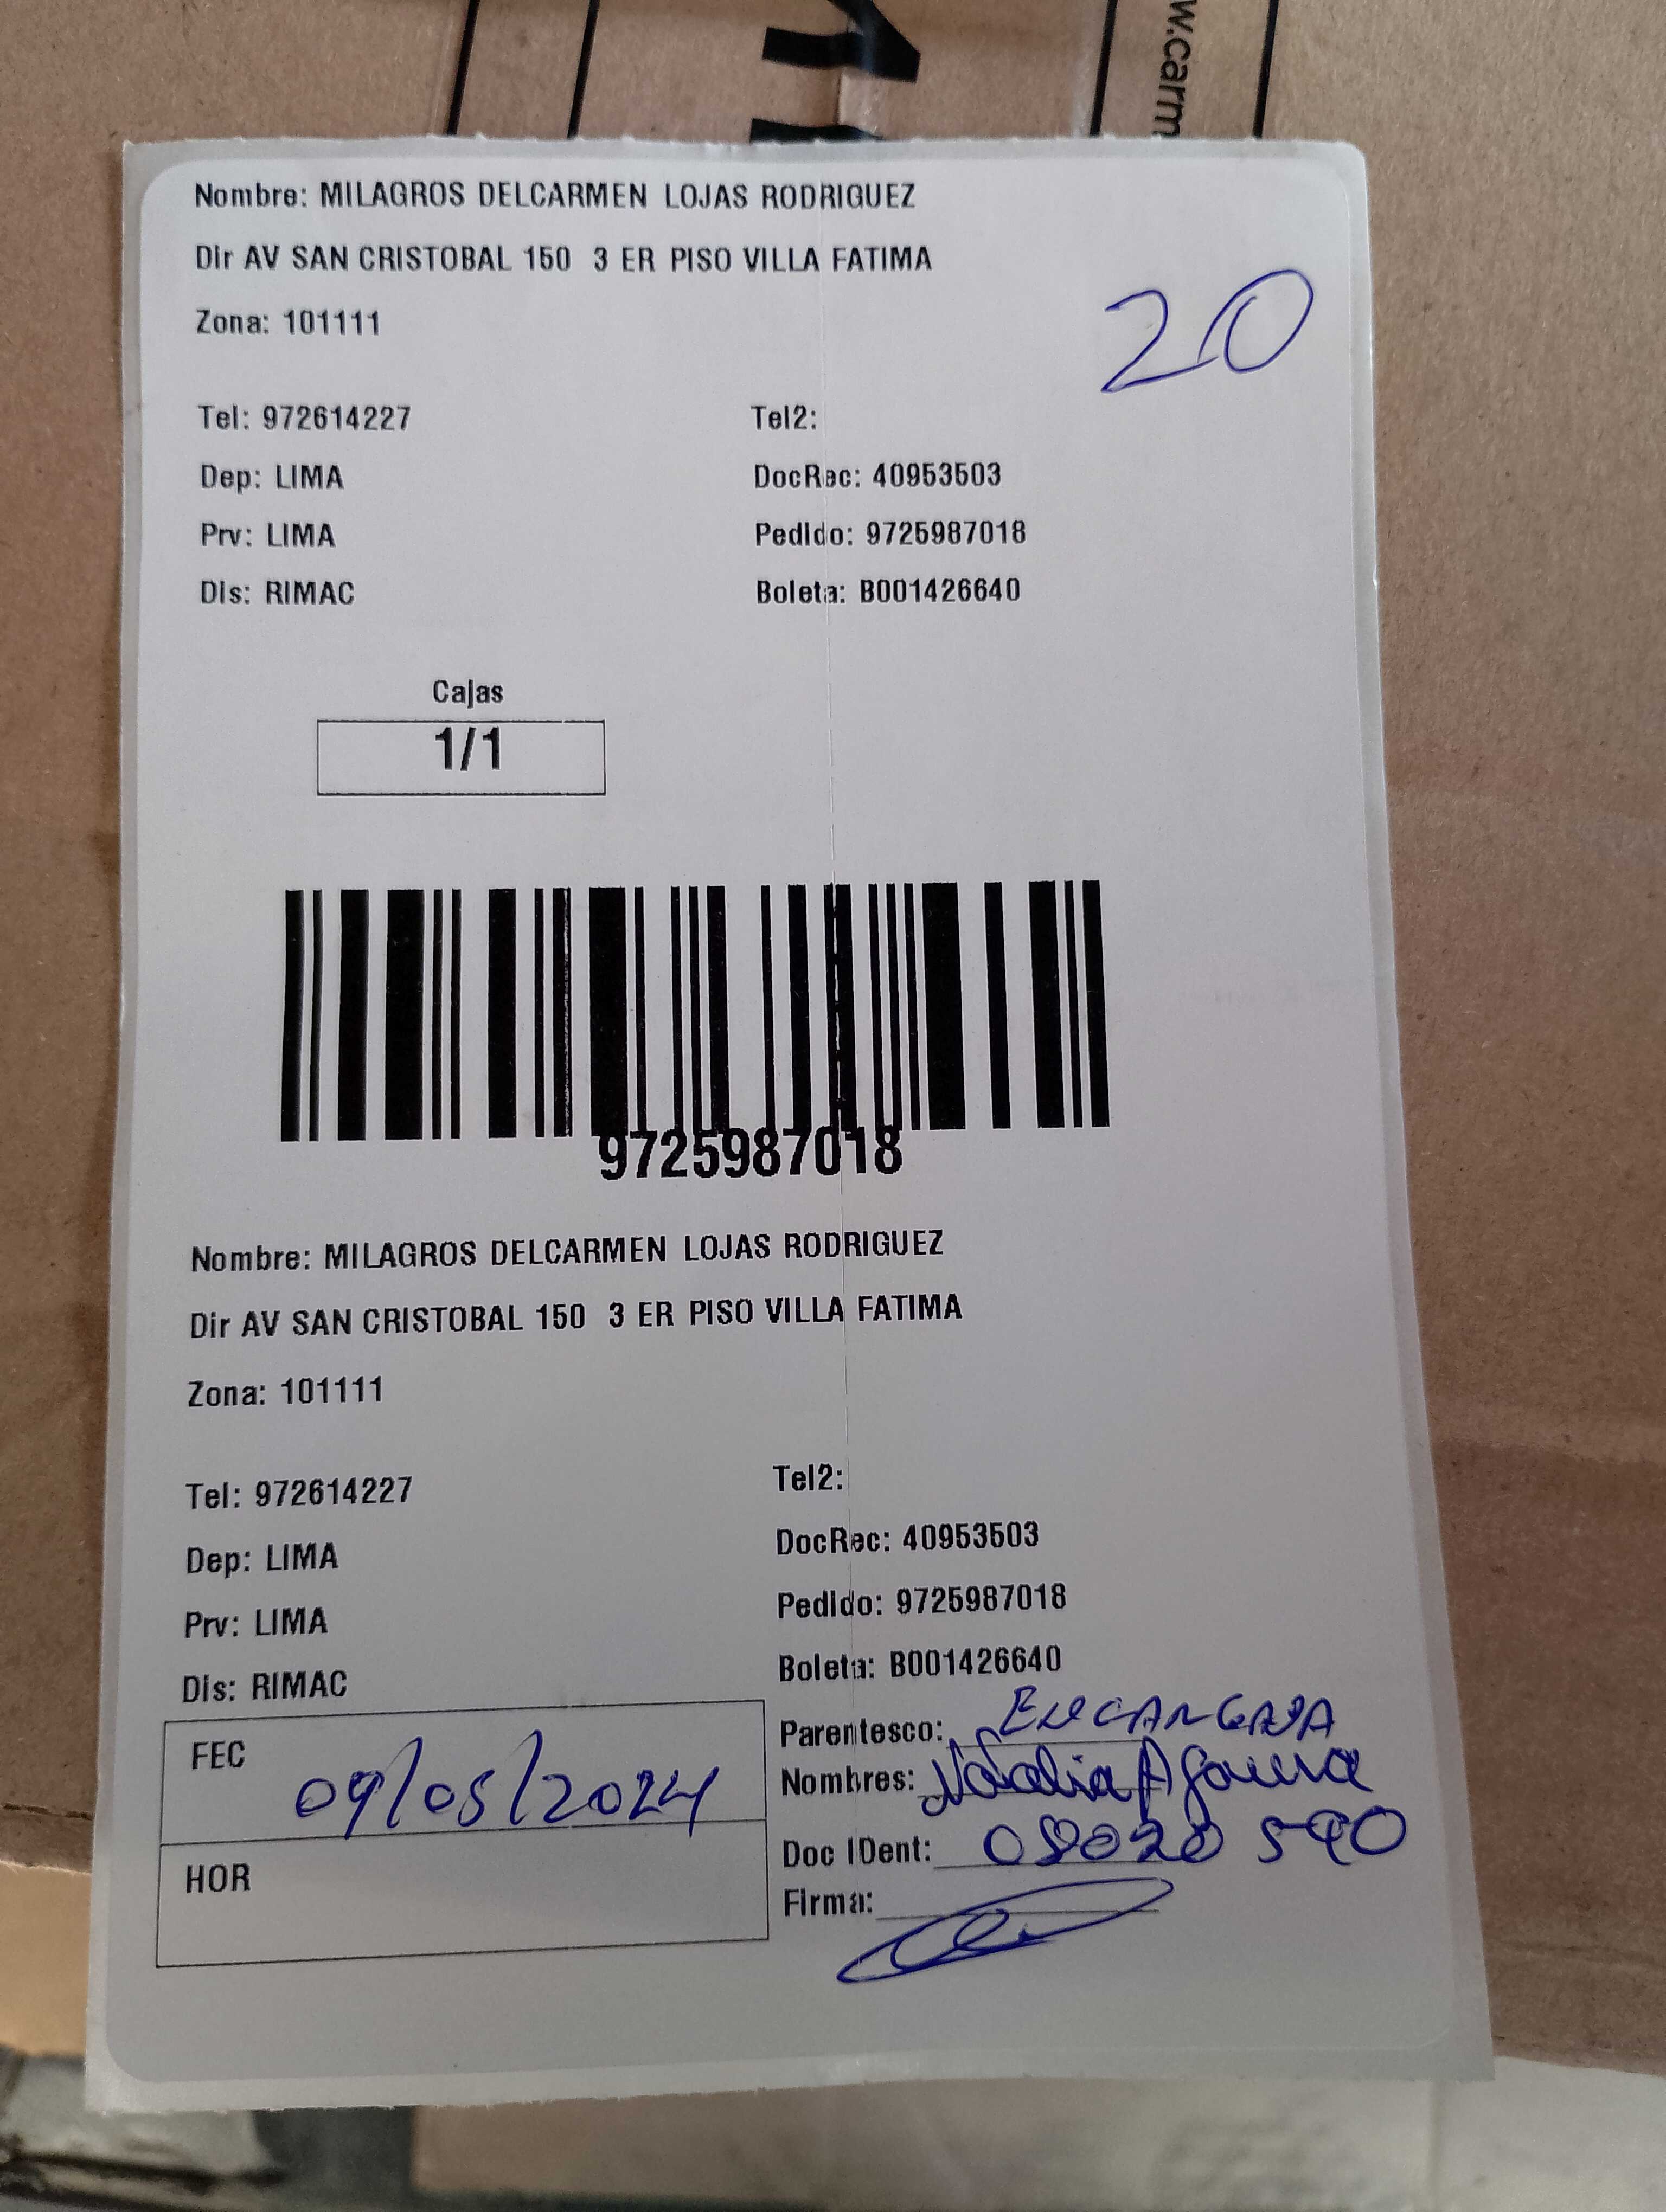 w.carm
Nombre: MILAGROS DELCARMEN LOJAS RODRIGUEZ
Dir AV SAN CRISTOBAL 150 3 ER PISO VILLA FATIMA
20
Zona: 101111
Tel: 972614227 Tel2:
Dep: LIMA DocRec: 40953503
Prv: LIMA Pedido: 9725987018
Dis: RIMAC Boleta: B001426640
Cajas
1/1
9725987018
Nombre: MILAGROS DELCARMEN LOJAS RODRIGUEZ
Dir AV SAN CRISTOBAL 150 3 ER PISO VILLA FATIMA
Zona: 101111
Tel: 972614227 Tel2:
Dep: LIMA DocRec: 40953503
Prv: LIMA Pedido: 9725987018
Dis: RIMAC Boleta: B001426640
FEC 09/05/2024
HOR
Parentesco: ENCARGADA
Nombres: Natalia
Doc IDent:
Firma: